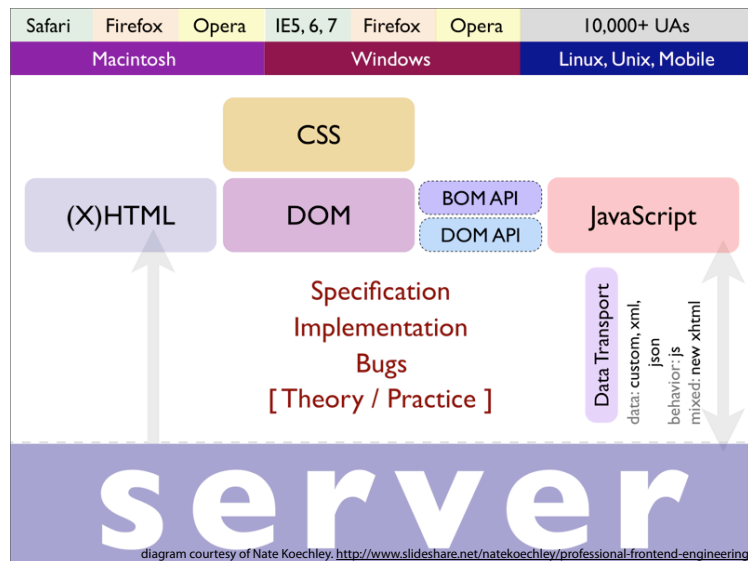 Safari Firefox Opera IE5, 6, 7 Firefox Opera 10,000+ UAs
Macintosh Windows Linux, Unix, Mobile
CSS
(X)HTML DOM BOM API JavaScript
DOM API
Specification
Implementation
Bugs
[ Theory / Practice ]
Data Transport
data: custom, xml,
json
behavior: js
mixed: new xhtml
server
diagram courtesy of Nate Koechley. http://www.slideshare.net/natekoechley/professional-frontend-engineering